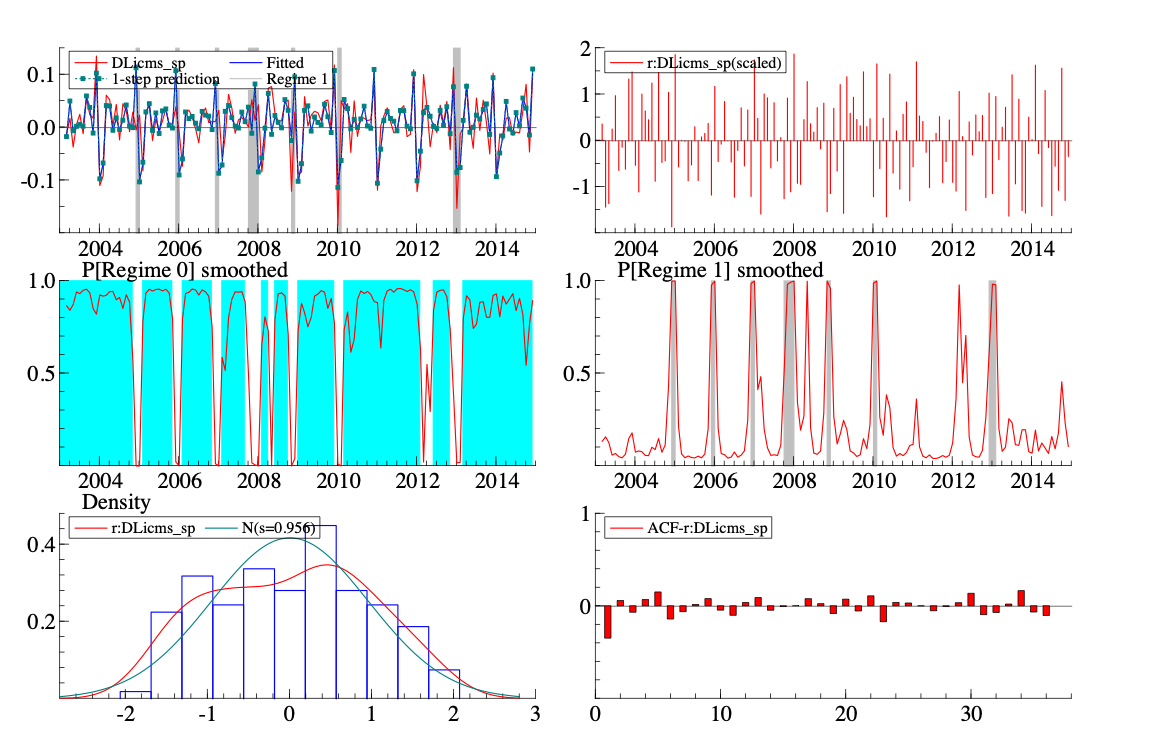 DLicms_sp Fitted
1-step prediction Regime 1
0.1
0.0
-0.1
2004 2006 2008 2010 2012 2014
r:DLicms_sp(scaled)
2
1
0
-1
2004 2006 2008 2010 2012 2014
P[Regime 0] smoothed
1.0
0.5
2004 2006 2008 2010 2012 2014
P[Regime 1] smoothed
1.0
0.5
2004 2006 2008 2010 2012 2014
Density
r:DLicms_sp N(s=0.956)
0.4
0.2
-2 -1 0 1 2 3
ACF-r:DLicms_sp
1
0
0 10 20 30